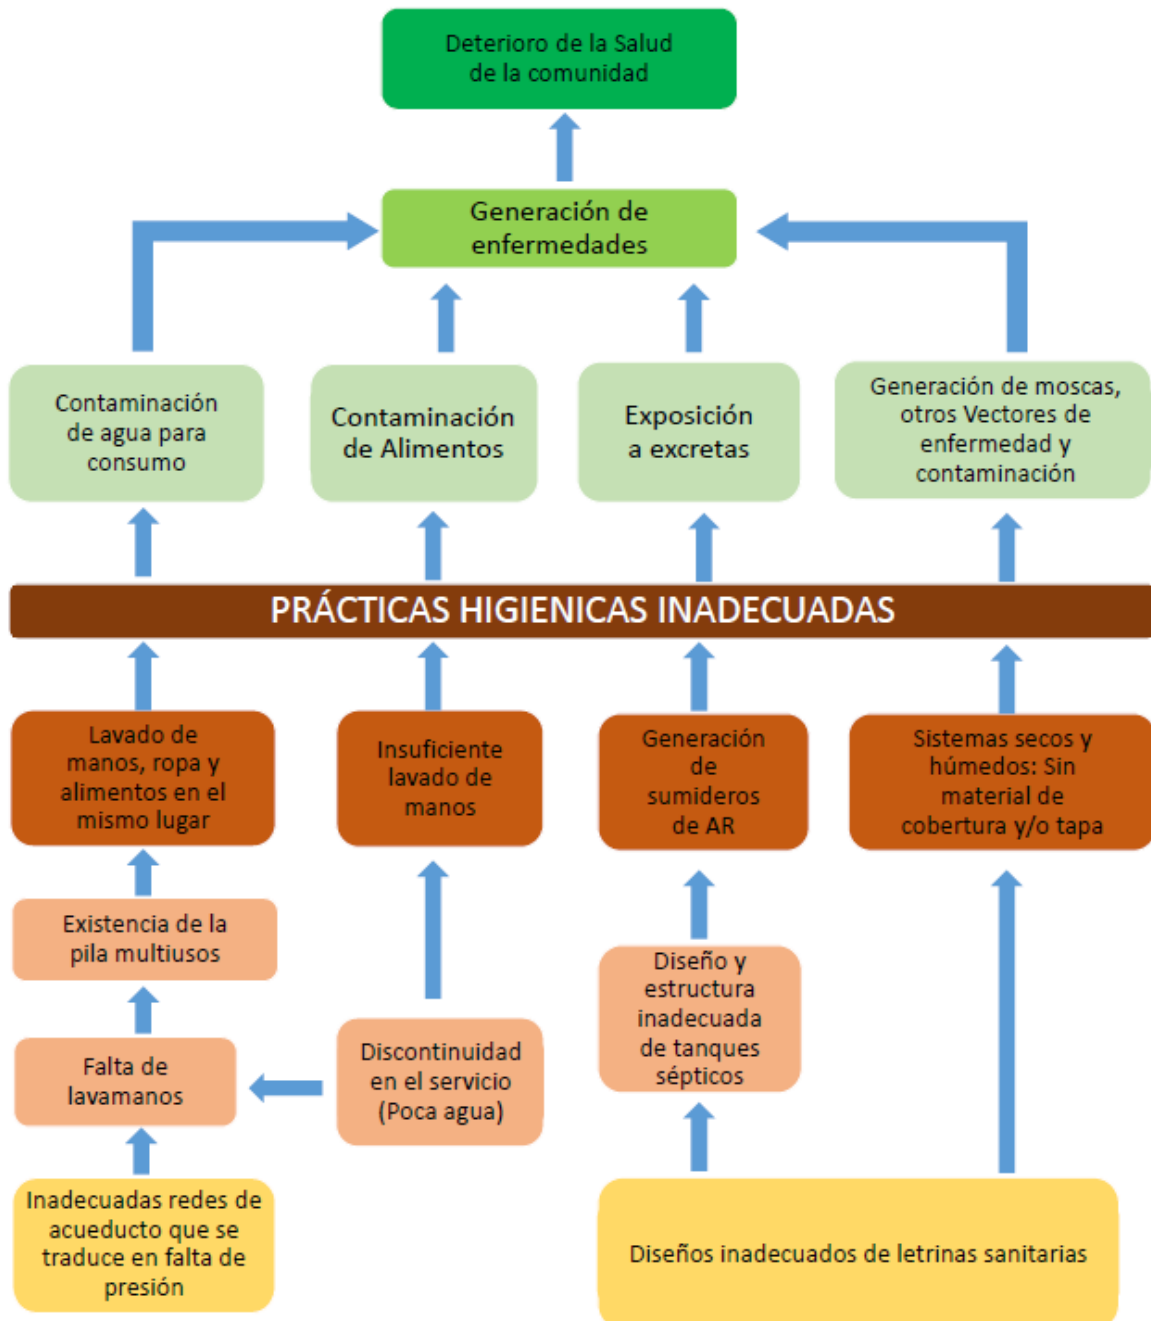 Deterioro de la Salud
de la comunidad
Generación de
enfermedades
Contaminación
de agua para
consumo
Contaminación
de Alimentos
Exposición
a excretas
Generación de moscas,
otros Vectores de
enfermedad y
contaminación
PRÁCTICAS HIGIENICAS INADECUADAS
Lavado de
manos, ropa y
alimentos en el
mismo lugar
Insuficiente
lavado de
manos
Generación
de
sumideros
de AR
Sistemas secos y
húmedos: Sin
material de
cobertura y/o tapa
Existencia de la
pila multiusos
Diseño y
estructura
inadecuada
de tanques
sépticos
Falta de
lavamanos
Discontinuidad
en el servicio
(Poca agua)
Inadecuadas redes de
acueducto que se
traduce en falta de
presión
Diseños inadecuados de letrinas sanitarias